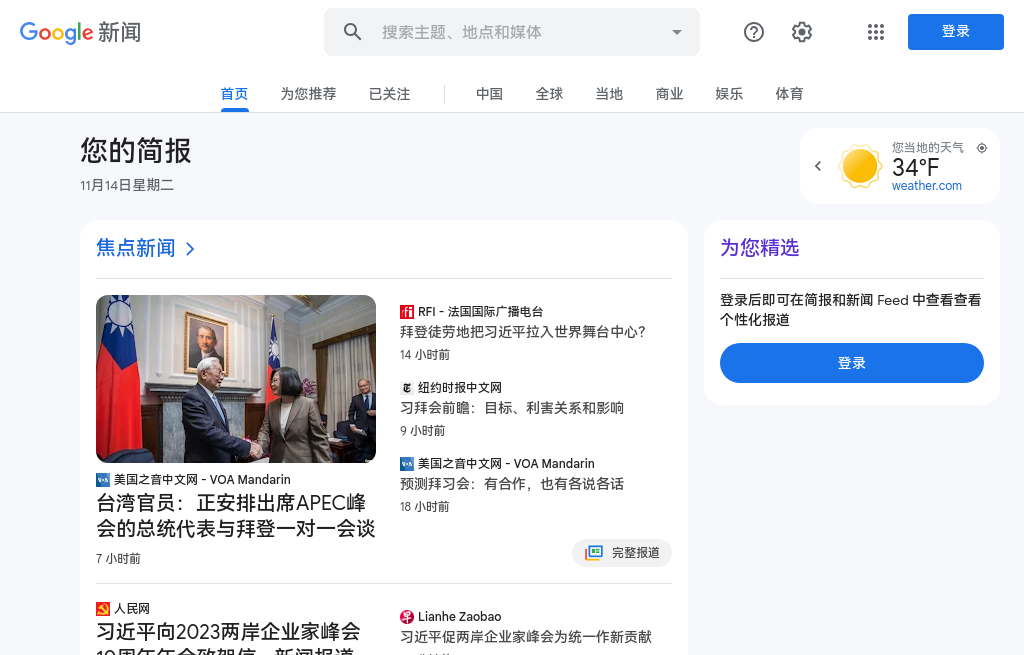 Google 新闻
搜索主题、地点和媒体
登录
首页
为您推荐
已关注
中国
全球
当地
商业
娱乐
体育
您的简报
11月14日星期二
您当地的天气
34°F
weather.com
焦点新闻
美国之音中文网 - VOA Mandarin
台湾官员：正安排出席APEC峰
会的总统代表与拜登一对一会谈
7 小时前
RFI - 法国国际广播电台
拜登徒劳地把习近平拉入世界舞台中心？
14 小时前
纽约时报中文网
习拜会前瞻：目标、利害关系和影响
9 小时前
美国之音中文网 - VOA Mandarin
预测拜习会：有合作，也有各说各话
18 小时前
完整报道
人民网
习近平向2023两岸企业家峰会
10周年年会致贺信--新闻报道
Lianhe Zaobao
习近平促两岸企业家峰会为统一作新贡献
为您精选
登录后即可在简报和新闻 Feed 中查看查看
个性化报道
登录